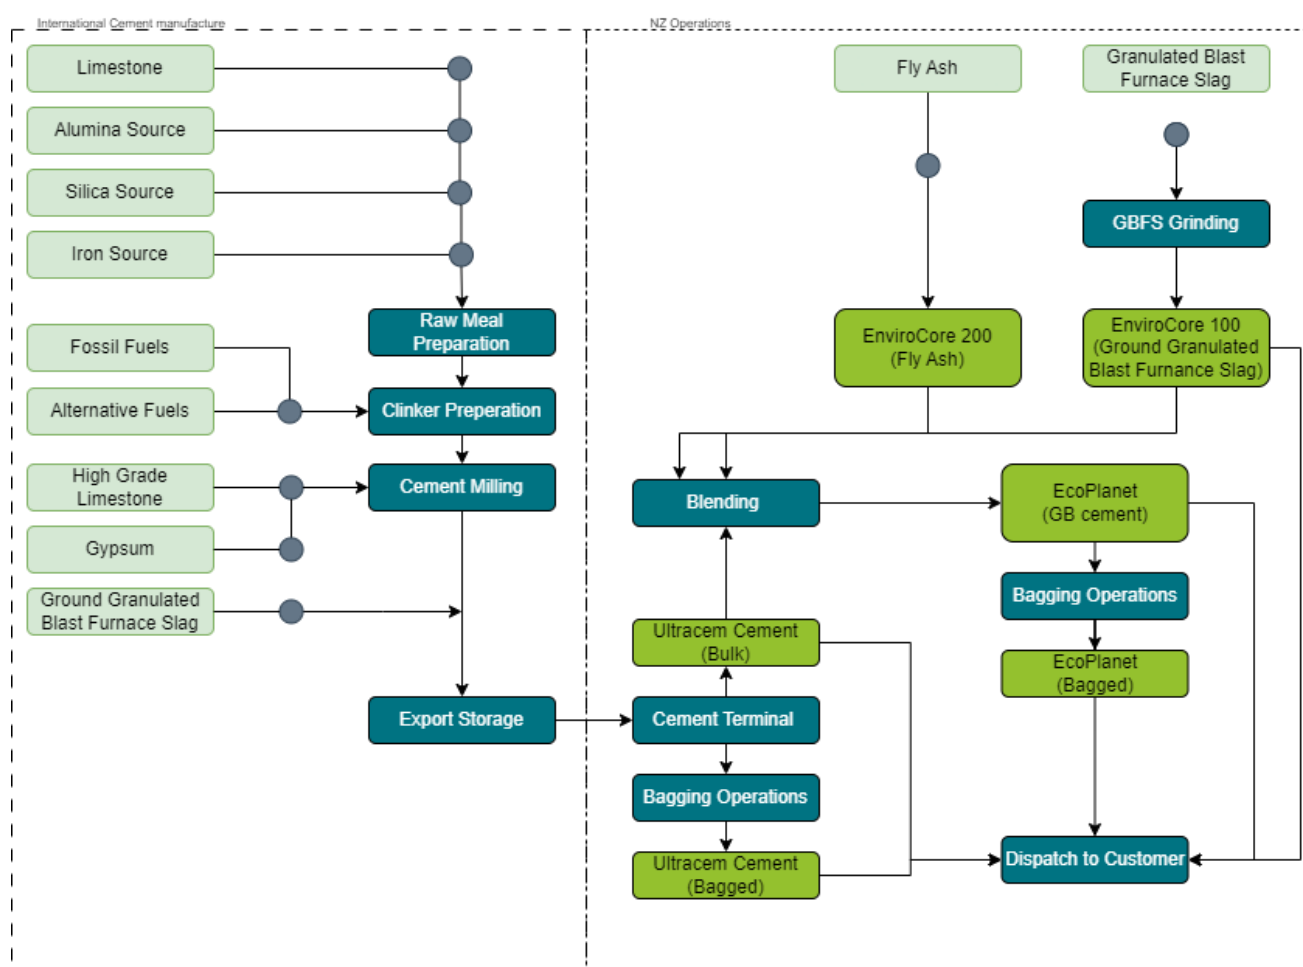 International Cement manufacture
NZ Operations
Limestone
Alumina Source
Silica Source
Iron Source
Raw Meal
Preparation
Fossil Fuels
Alternative Fuels
Clinker Preperation
High Grade
Limestone
Cement Milling
Gypsum
Ground Granulated
Blast Furnace Slag
Export Storage
Fly Ash
Granulated Blast
Furnace Slag
GBFS Grinding
EnviroCore 200
(Fly Ash)
EnviroCore 100
(Ground Granulated
Blast Furnance Slag)
Blending
EcoPlanet
(GB cement)
Bagging Operations
EcoPlanet
(Bagged)
Ultracem Cement
(Bulk)
Cement Terminal
Bagging Operations
Ultracem Cement
(Bagged)
Dispatch to Customer